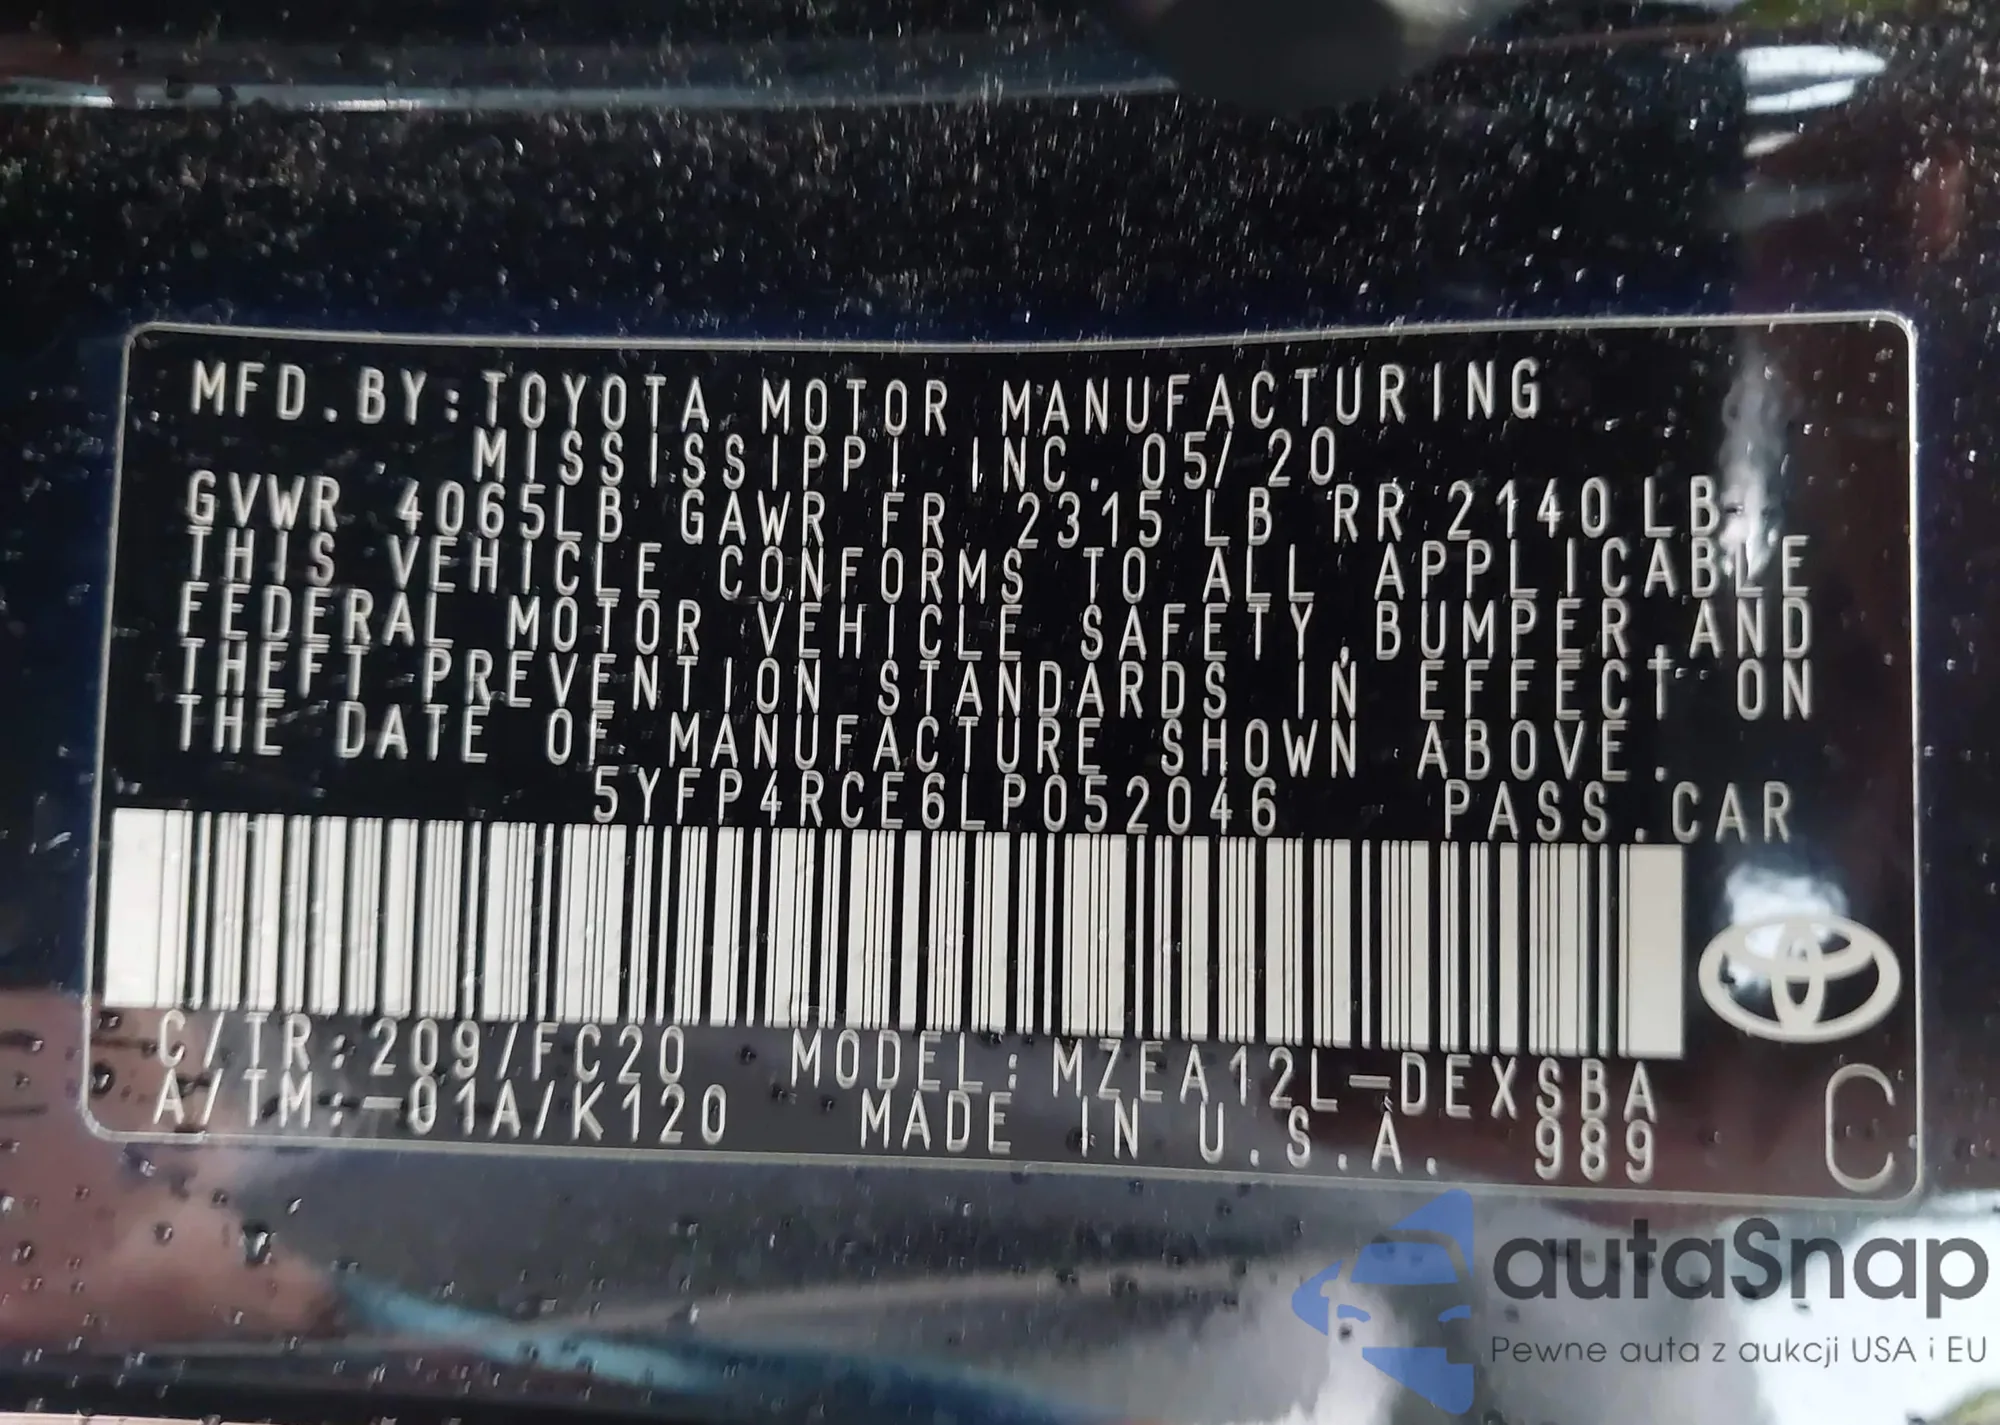 MFD.BY:TOYOTA MOTOR MANUFACTURING
MISSISSIPPI INC. 05/20
GVWR 4065LB GAWR FR 2315LB RR 2140LB
THIS VEHICLE CONFORMS TO ALL APPLICABLE
FEDERAL MOTOR VEHICLE SAFETY,BUMPER,AND
THEFT PREVENTION STANDARDS IN EFFECT ON
THE DATE OF MANUFACTURE SHOWN ABOVE.
5YFP4RCE6LP052046 PASS.CAR
C/TR:209/FC20 MODEL:MZEA12L-DEXSBA
A/TM:-01A/K120 MADE IN U.S.A. 989
C
autoSnap
Pewne auta z aukcji USA i EU